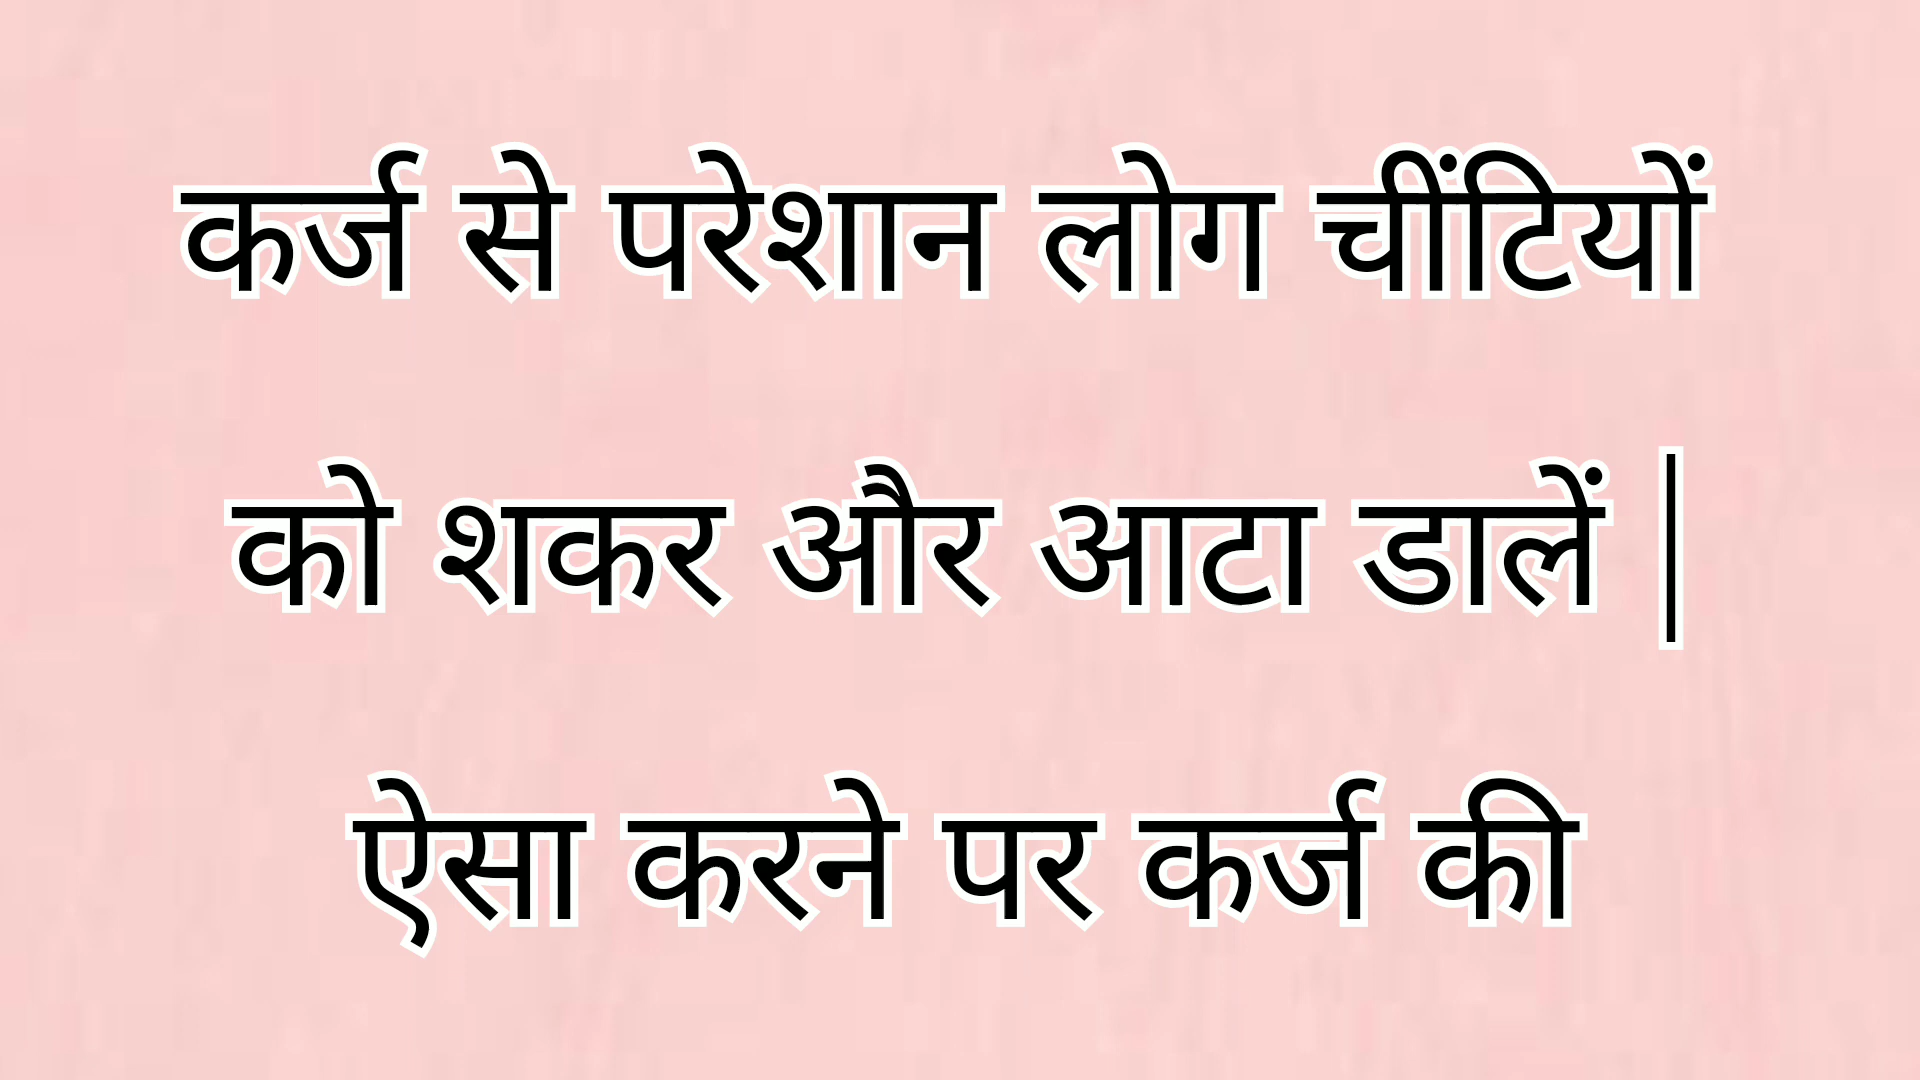 कर्ज से परेशान लोग चींटियों
को शकर और आटा डालें |
ऐसा करने पर कर्ज की